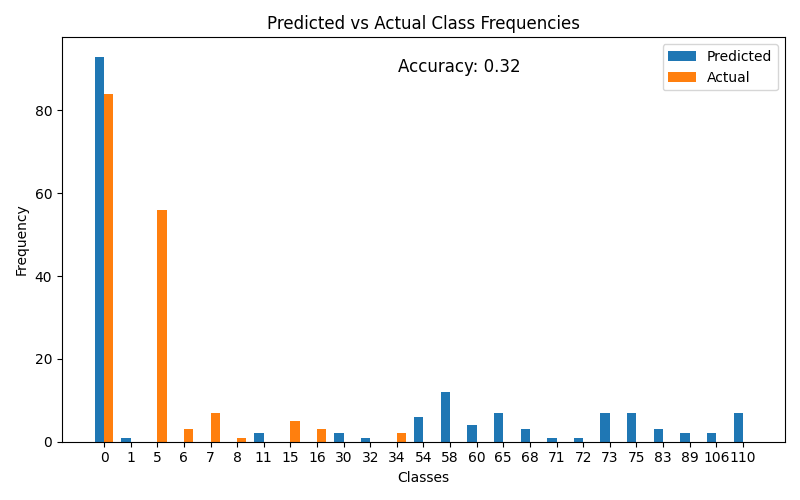 Predicted vs Actual Class Frequencies
Accuracy: 0.32
Predicted
Actual
Frequency
80
60
40
20
0
0 1 5 6 7 8 11 15 16 30 32 34 54 58 60 65 68 71 72 73 75 83 89 106 110
Classes